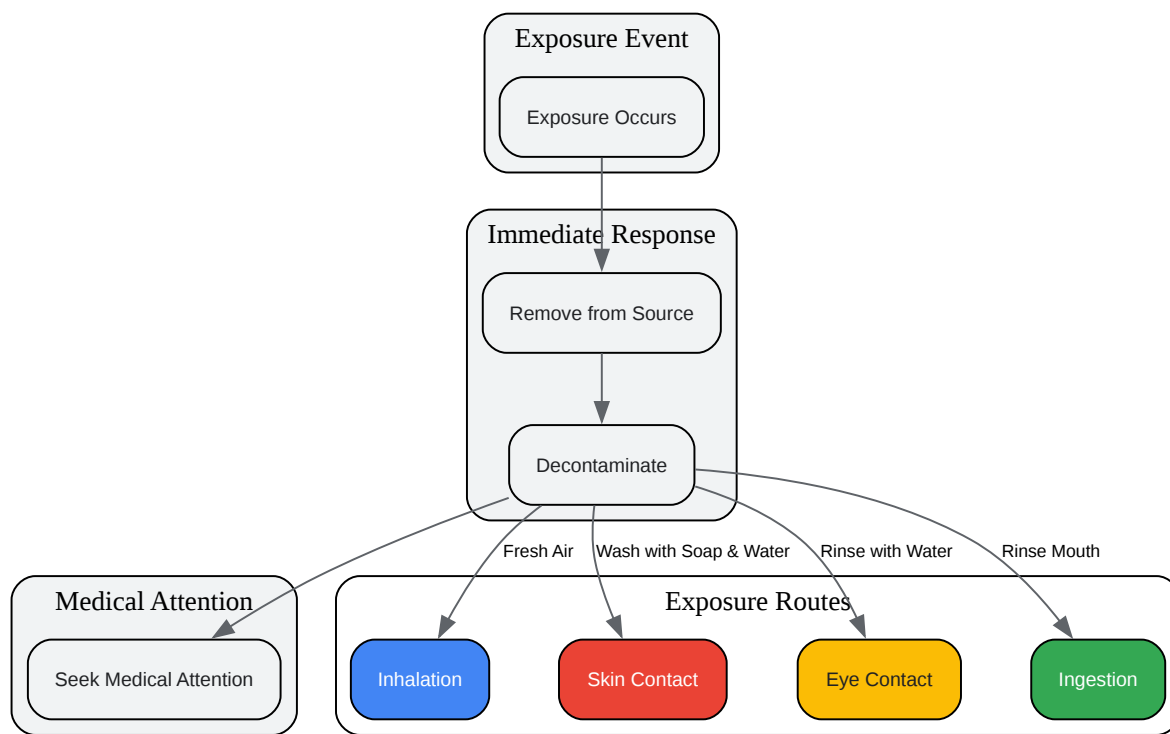 Exposure Event
Exposure Occurs
Immediate Response
Remove from Source
Decontaminate
Fresh Air
Wash with Soap & Water
Rinse with Water
Rinse Mouth
Medical Attention
Exposure Routes
Seek Medical Attention
Inhalation
Skin Contact
Eye Contact
Ingestion